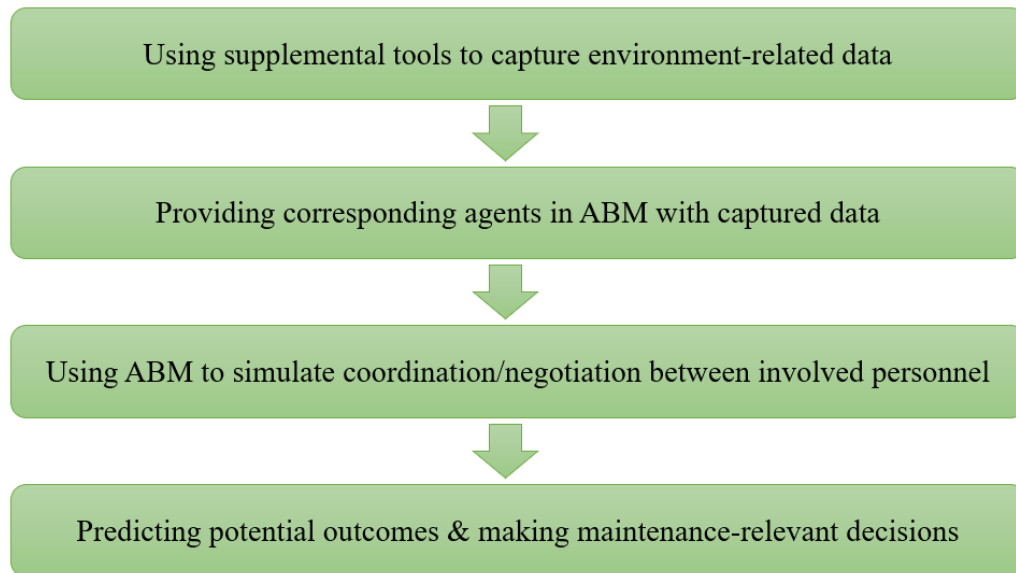 Using supplemental tools to capture environment-related data
Providing corresponding agents in ABM with captured data
Using ABM to simulate coordination/negotiation between involved personnel
Predicting potential outcomes & making maintenance-relevant decisions